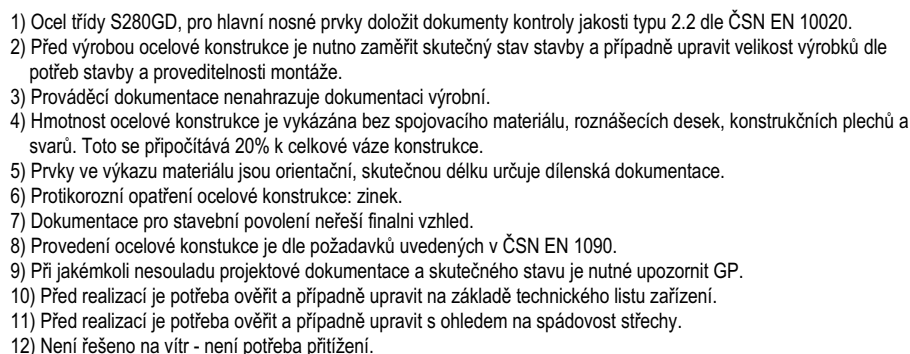 1) Ocel třídy S280GD, pro hlavní nosné prvky doložit dokumenty kontroly jakosti typu 2.2 dle ČSN EN 10020.
2) Před výrobou ocelové konstrukce je nutno zaměřit skutečný stav stavby a případně upravit velikost výrobků dle
potřeb stavby a proveditelnosti montáže.
3) Prováděcí dokumentace nenahrazuje dokumentaci výrobní.
4) Hmotnost ocelové konstrukce je vykázána bez spojovacího materiálu, roznášecích desek, konstrukčních plechů a
svarů. Toto se připočítává 20% k celkové váze konstrukce.
5) Prvky ve výkazu materiálu jsou orientační, skutečnou délku určuje dílenská dokumentace.
6) Protikorozní opatření ocelové konstrukce: zinek.
7) Dokumentace pro stavební povolení neřeší finalni vzhled.
8) Provedení ocelové konstukce je dle požadavků uvedených v ČSN EN 1090.
9) Při jakémkoli nesouladu projektové dokumentace a skutečného stavu je nutné upozornit GP.
10) Před realizací je potřeba ověřit a případně upravit na základě technického listu zařízení.
11) Před realizací je potřeba ověřit a případně upravit s ohledem na spádovost střechy.
12) Není řešeno na vítr - není potřeba přitížení.